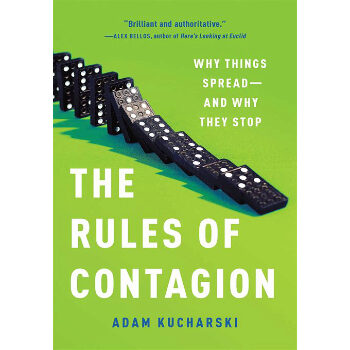 "Brilliant and authoritative."
—ALEX BELLOS, author of Here's Looking at Euclid
WHY THINGS
SPREAD—
AND WHY
THEY STOP
THE
RULES OF
CONTAGION
ADAM KUCHARSKI